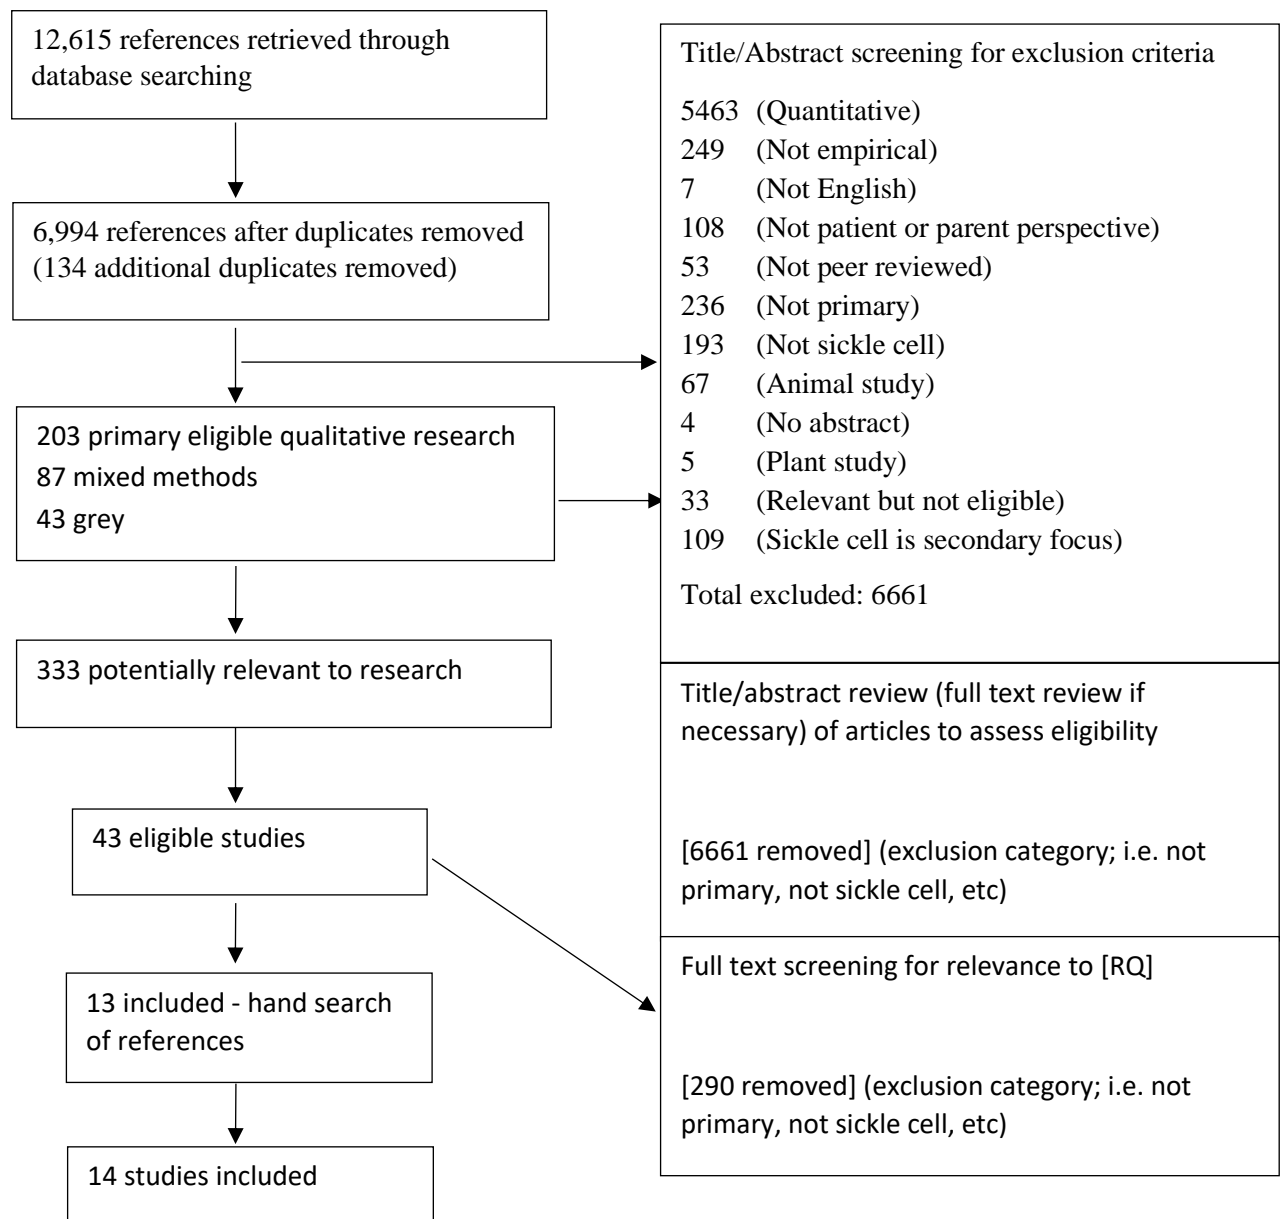 12,615 references retrieved through
database searching
6,994 references after duplicates removed
(134 additional duplicates removed)
203 primary eligible qualitative research
87 mixed methods
43 grey
333 potentially relevant to research
43 eligible studies
13 included - hand search
of references
14 studies included
Title/Abstract screening for exclusion criteria
5463 (Quantitative)
249 (Not empirical)
7 (Not English)
108 (Not patient or parent perspective)
53 (Not peer reviewed)
236 (Not primary)
193 (Not sickle cell)
67 (Animal study)
4 (No abstract)
5 (Plant study)
33 (Relevant but not eligible)
109 (Sickle cell is secondary focus)
Total excluded: 6661
Title/abstract review (full text review if
necessary) of articles to assess eligibility
[6661 removed] (exclusion category; i.e. not
primary, not sickle cell, etc)
Full text screening for relevance to [RQ]
[290 removed] (exclusion category; i.e. not
primary, not sickle cell, etc)